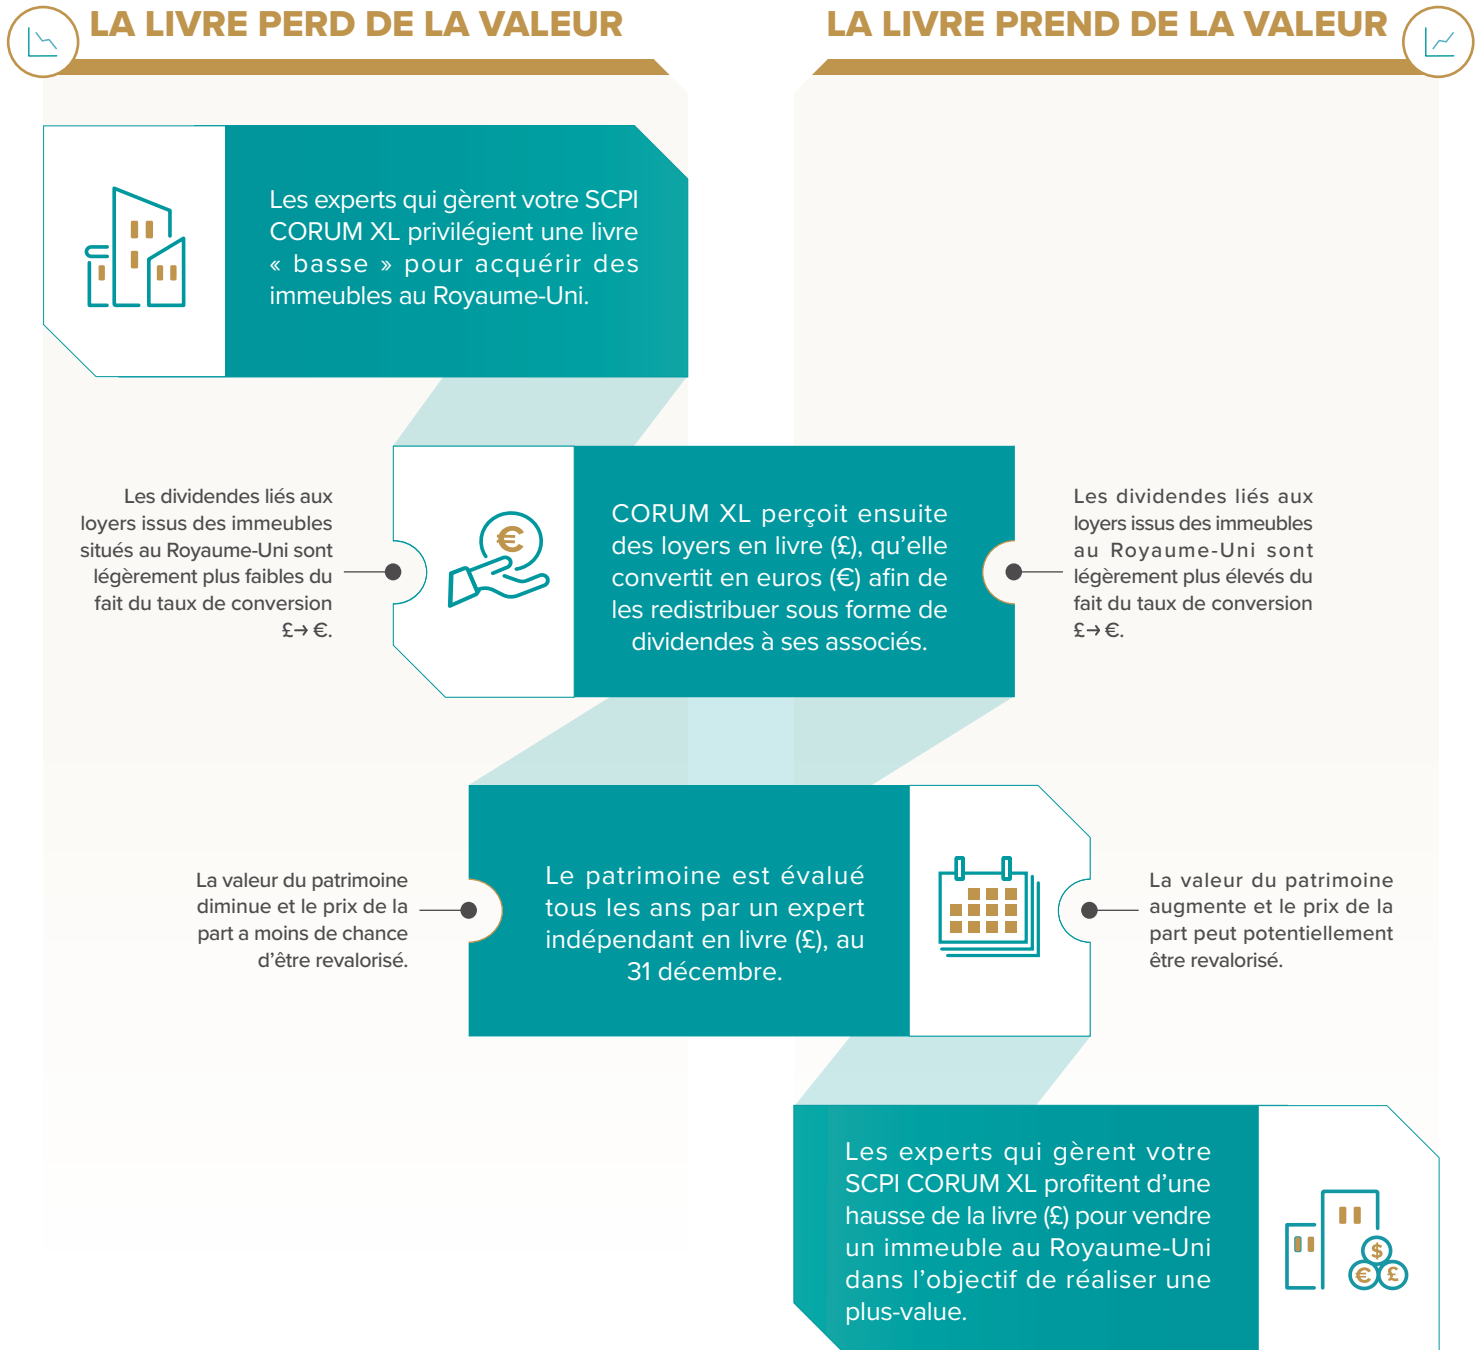 LA LIVRE PERD DE LA VALEUR
LA LIVRE PREND DE LA VALEUR
Les experts qui gèrent votre SCPI
CORUM XL privilégient une livre
« basse » pour acquérir des
immeubles au Royaume-Uni.
Les dividendes liés aux
loyers issus des immeubles
situés au Royaume-Uni sont
légèrement plus faibles du
fait du taux de conversion
£→ €.
€
CORUM XL perçoit ensuite
des loyers en livre (£), qu’elle
convertit en euros (€) afin de
les redistribuer sous forme de
dividendes à ses associés.
Les dividendes liés aux
loyers issus des immeubles
au Royaume-Uni sont
légèrement plus élevés du
fait du taux de conversion
£→ €.
La valeur du patrimoine
diminue et le prix de la
part a moins de chance
d’être revalorisé.
Le patrimoine est évalué
tous les ans par un expert
indépendant en livre (£), au
31 décembre.
La valeur du patrimoine
augmente et le prix de la
part peut potentiellement
être revalorisé.
Les experts qui gèrent votre
SCPI CORUM XL profitent d’une
hausse de la livre (£) pour vendre
un immeuble au Royaume-Uni
dans l’objectif de réaliser une
plus-value.
$
€ £